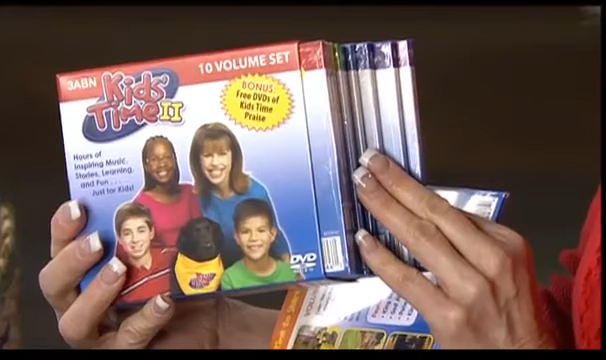 3ABN
Kids'
Time II
10 VOLUME SET
BONUS:
Free DVDs of
Kids Time
Praise
Hours of
Inspiring Music,
Stories, Learning,
and Fun . . .
Just for Kids!
DVD